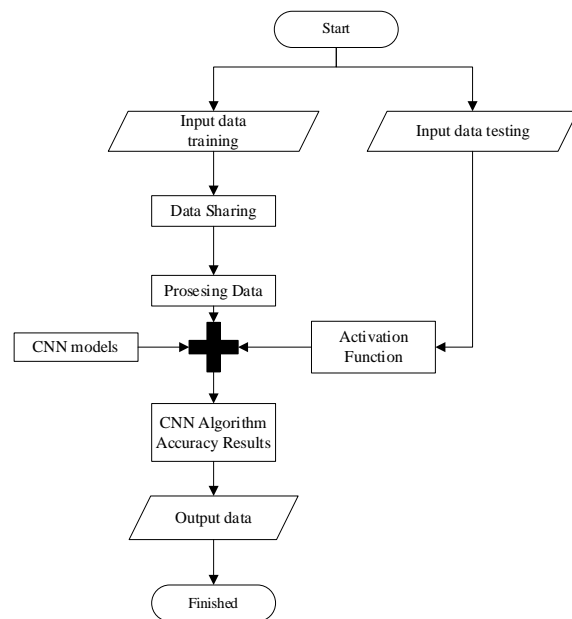 Start
Input data
training
Input data testing
Data Sharing
Prosesing Data
CNN models
Activation
Function
CNN Algorithm
Accuracy Results
Output data
Finished